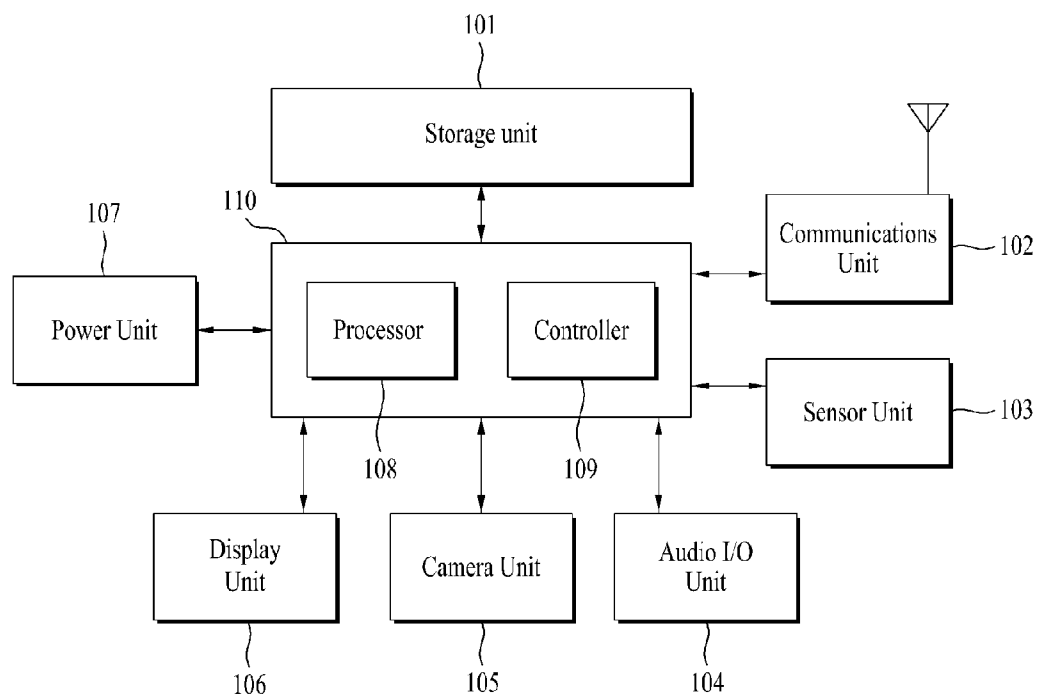 101
Storage unit
110
107
Communications
Unit
102
Power Unit
Processor
Controller
Sensor Unit
103
108
109
Display
Unit
Camera Unit
Audio I/O
Unit
106
105
104